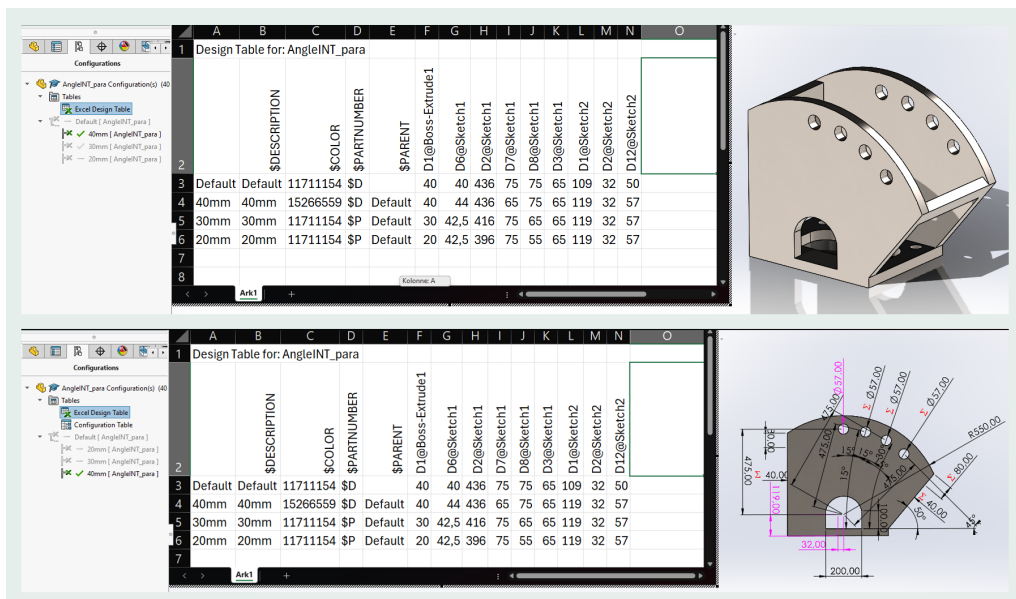 Configurations
AngleINT_para Configuration(s) (40
Tables
Excel Design Table
Default [ AngleINT_para ]
40mm [ AngleINT_para ]
30mm [ AngleINT_para ]
20mm [ AngleINT_para ]
A B C D E F G H I J K L M N O
1 Design Table for: AngleINT_para
2 $DESCRIPTION $COLOR $PARTNUMBER $PARENT D1@Boss-Extrude1 D6@Sketch1 D2@Sketch1 D7@Sketch1 D8@Sketch1 D3@Sketch1 D1@Sketch2 D2@Sketch2 D12@Sketch2
3 Default Default 11711154 $D 40 40 436 75 75 65 109 32 50
4 40mm 40mm 15266559 $D Default 40 44 436 65 75 65 119 32 57
5 30mm 30mm 11711154 $P Default 30 42,5 416 75 65 65 119 32 57
6 20mm 20mm 11711154 $P Default 20 42,5 396 75 55 65 119 32 57
7
8
Kolonne: A
Ark1
Configurations
AngleINT_para Configuration(s) (40
Tables
Excel Design Table
Configuration Table
Default [ AngleINT_para ]
20mm [ AngleINT_para ]
30mm [ AngleINT_para ]
40mm [ AngleINT_para ]
A B C D E F G H I J K L M N O
1 Design Table for: AngleINT_para
2 $DESCRIPTION $COLOR $PARTNUMBER $PARENT D1@Boss-Extrude1 D6@Sketch1 D2@Sketch1 D7@Sketch1 D8@Sketch1 D3@Sketch1 D1@Sketch2 D2@Sketch2 D12@Sketch2
3 Default Default 11711154 $D 40 40 436 75 75 65 109 32 50
4 40mm 40mm 15266559 $D Default 40 44 436 65 75 65 119 32 57
5 30mm 30mm 11711154 $P Default 30 42,5 416 75 65 65 119 32 57
6 20mm 20mm 11711154 $P Default 20 42,5 396 75 55 65 119 32 57
7
Ark1
Ø57.00
Σ Ø57.00
Σ Ø57.00
Σ Ø57.00
R550.00
475.00
475.00
475.00
475.00
15°
15°
15°
Σ 80.00
Σ 40.00
Σ 40.00
119.00
100.00
50°
45°
32.00
200.00